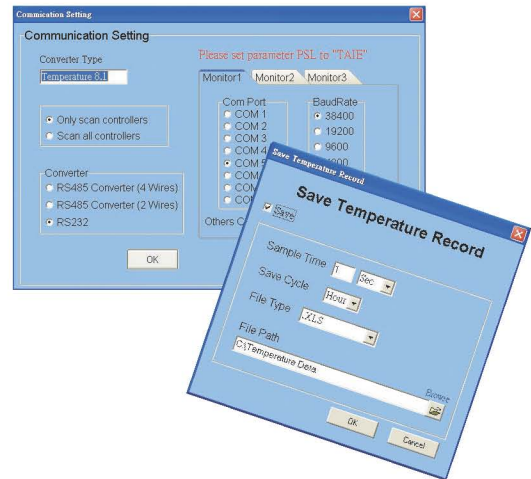 Commication Setting
Communication Setting
Converter Type
Temperature 8.1
Only scan controllers
Scan all controllers
Converter
RS485 Converter (4 Wires)
RS485 Converter (2 Wires)
RS232
OK
Please set parameter PSL to "TAIE"
Monitor1 Monitor2 Monitor3
Com Port
COM 1
COM 2
COM 3
COM 4
COM
BaudRate
38400
19200
9600
Others
Save Temperature Record
Save Temperature Record
Save
Sample Time 1 Sec
Save Cycle Hour
File Type .XLS
File Path
C:\Temperature Data
Browse
OK Cancel